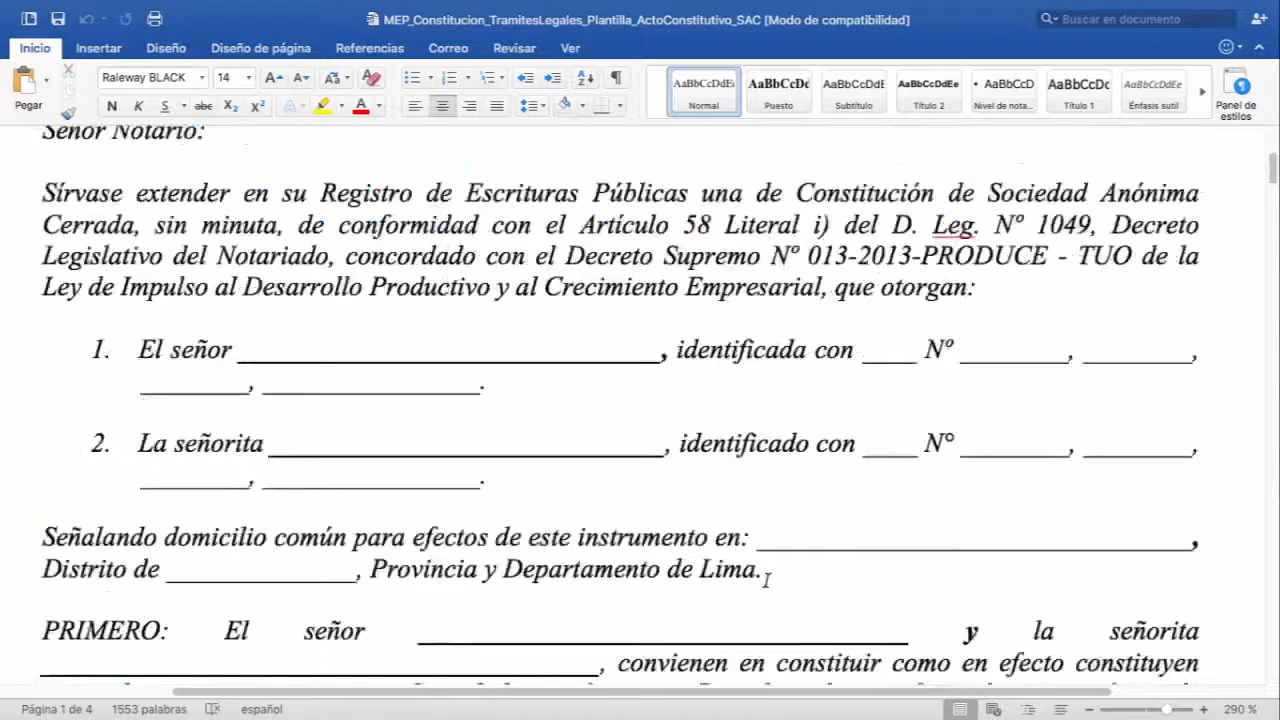 MEP_Constitucion_TramitesLegales_Plantilla_ActoConstitutivo_SAC [Modo de compatibilidad]
Buscar en documento
Inicio Insertar Diseño Diseño de página Referencias Correo Revisar Ver
Pegar
Raleway BLACK 14
N K S abc X₂ X²
AaBbCcDdEe Normal
AaBbCcDc Puesto
AaBbCcDdE Subtítulo
AaBbCcDdEe Título 2
AaBbCcD Nivel de nota...
AaBbCcDc Título 1
AaBbCcDdEe Énfasis sutil
Panel de estilos
Señor Notario:
Sírvase extender en su Registro de Escrituras Públicas una de Constitución de Sociedad Anónima
Cerrada, sin minuta, de conformidad con el Artículo 58 Literal i) del D. Leg. Nº 1049, Decreto
Legislativo del Notariado, concordado con el Decreto Supremo Nº 013-2013-PRODUCE - TUO de la
Ley de Impulso al Desarrollo Productivo y al Crecimiento Empresarial, que otorgan:
1. El señor ______________________________, identificada con ____ Nº ________, ________,
________, ________________.
2. La señorita ____________________________, identificado con ____ N° ________, ________,
________, ________________.
Señalando domicilio común para efectos de este instrumento en: ________________________________,
Distrito de ______________, Provincia y Departamento de Lima.
PRIMERO: El señor ____________________________________ y la señorita
_________________________________________, convienen en constituir como en efecto constituyen
Página 1 de 4 1553 palabras español 290 %